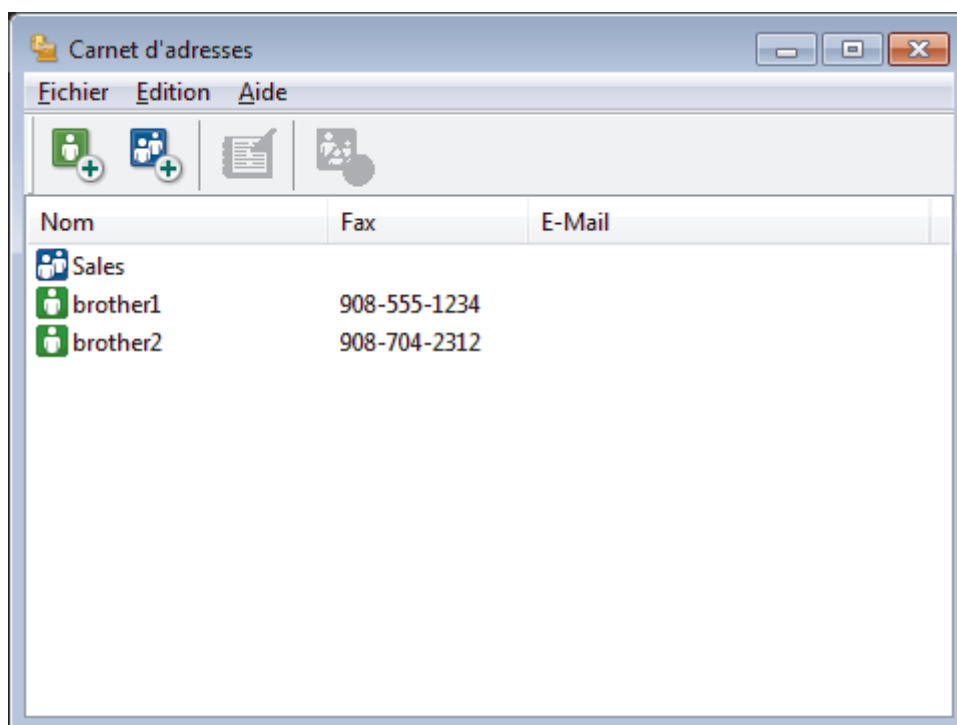 Carnet d'adresses
Fichier Edition Aide
Nom Fax E-Mail
Sales
brother1 908-555-1234
brother2 908-704-2312